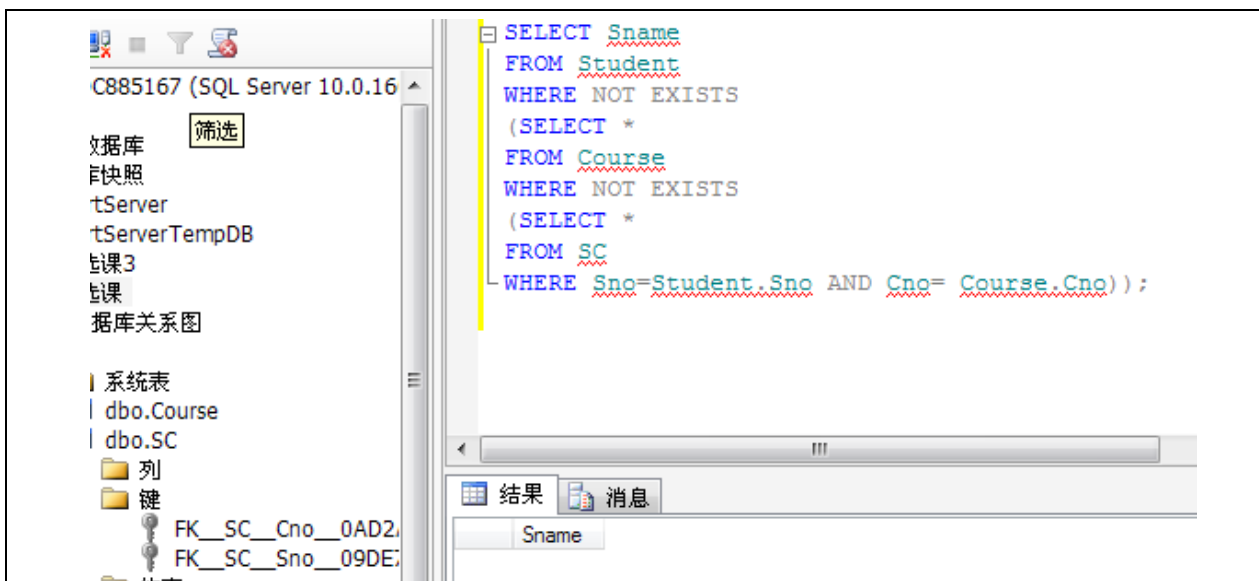 C885167 (SQL Server 10.0.16
筛选
数据库
库快照
rtServer
rtServerTempDB
选课3
选课
据库关系图
系统表
dbo.Course
dbo.SC
列
键
FK__SC__Cno__0AD2
FK__SC__Sno__09DE
SELECT Sname
FROM Student
WHERE NOT EXISTS
(SELECT *
FROM Course
WHERE NOT EXISTS
(SELECT *
FROM SC
WHERE Sno=Student.Sno AND Cno= Course.Cno));
结果 消息
Sname